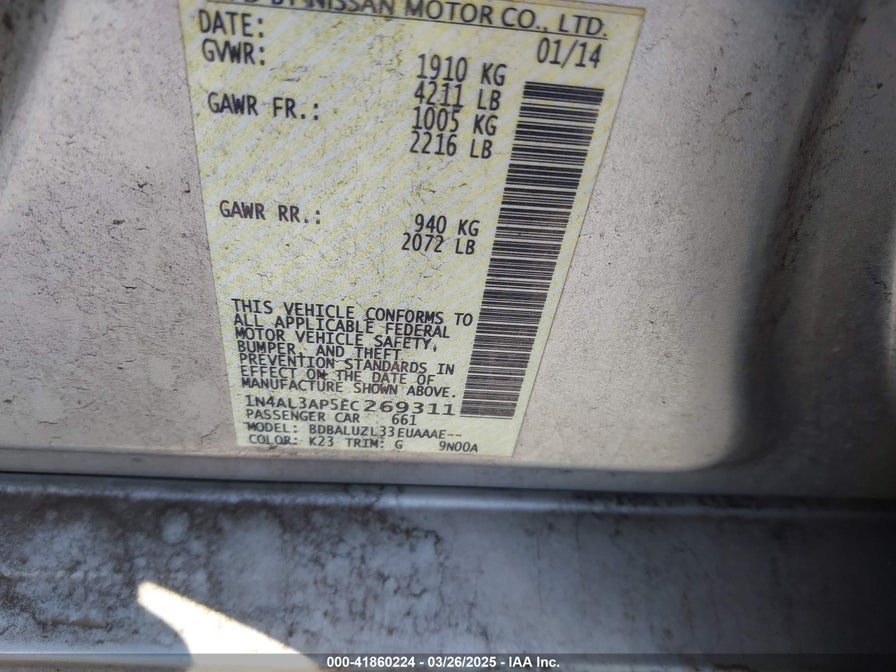 BY NISSAN MOTOR CO., LTD.
DATE: 01/14
GVWR: 1910 KG
4211 LB
GAWR FR.: 1005 KG
2216 LB
GAWR RR.: 940 KG
2072 LB
THIS VEHICLE CONFORMS TO
ALL APPLICABLE FEDERAL
MOTOR VEHICLE SAFETY,
BUMPER, AND THEFT
PREVENTION STANDARDS IN
EFFECT ON THE DATE OF
MANUFACTURE SHOWN ABOVE.
1N4AL3AP5EC269311
PASSENGER CAR 661
MODEL: BDBALUZL33EUAAAE--
COLOR: K23 TRIM: G 9N00A
000-41860224 - 03/26/2025 - IAA Inc.